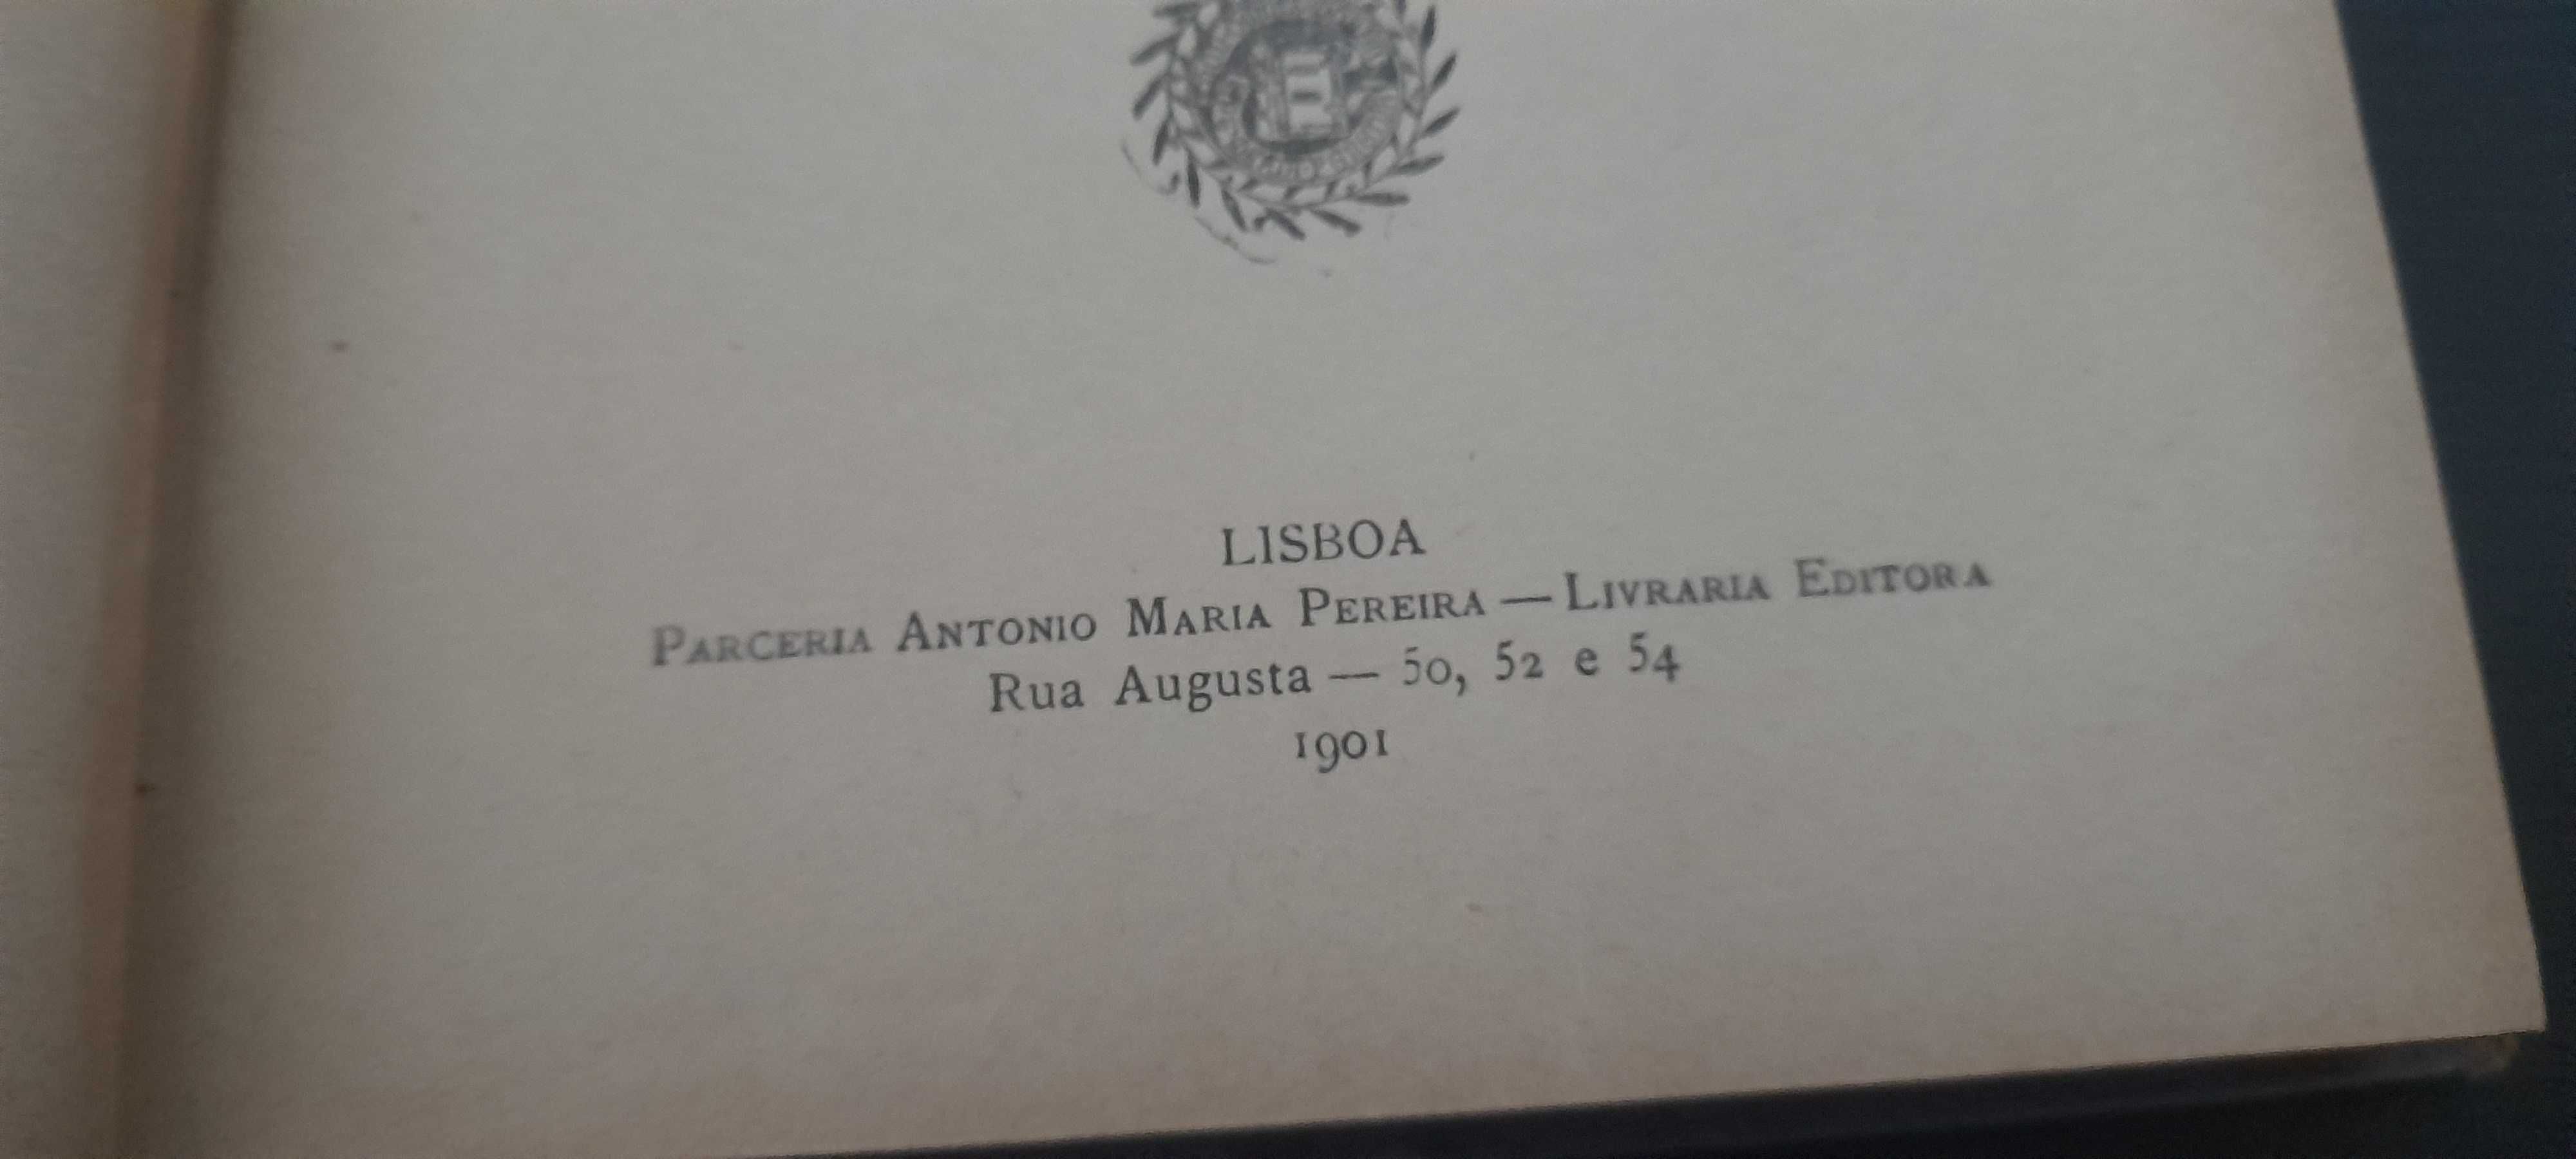 E
LISBOA
PARCERIA ANTONIO MARIA PEREIRA — LIVRARIA EDITORA
Rua Augusta — 50, 52 e 54
1901